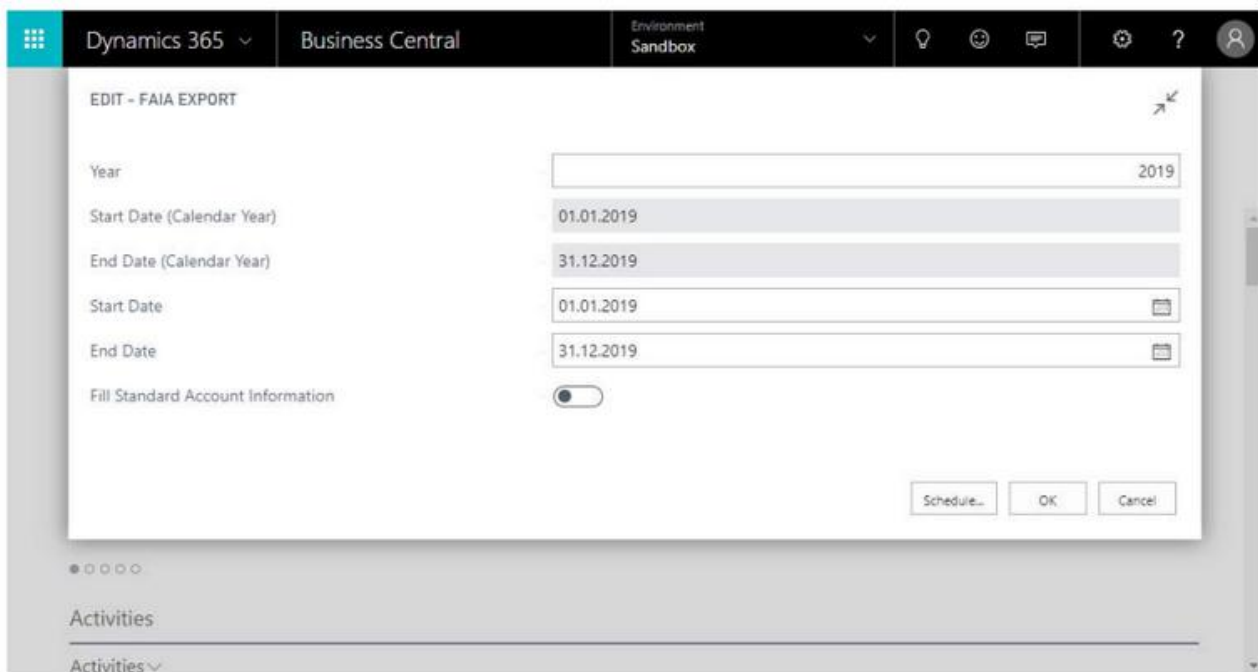 Dynamics 365
Business Central
Environment
Sandbox
?
EDIT - FAIA EXPORT
Year
2019
Start Date (Calendar Year)
01.01.2019
End Date (Calendar Year)
31.12.2019
Start Date
01.01.2019
End Date
31.12.2019
Fill Standard Account Information
Schedule...
OK
Cancel
Activities
Activities